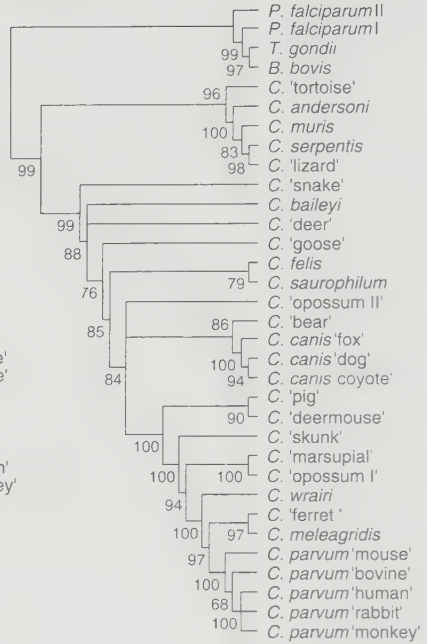 P. falciparum II
P. falciparum I
T. gondii
99
B. bovis
97
C. 'tortoise'
96
C. andersoni
C. muris
100
C. serpentis
83
C. 'lizard'
98
99
C. 'snake'
C. baileyi
99
C. 'deer'
88
C. 'goose'
C. felis
79
C. saurophilum
76
C. 'opossum II'
85
C. 'bear'
86
C. canis 'fox'
C. canis 'dog'
100
84
C. canis coyote'
94
C. 'pig'
C. 'deermouse'
90
C. 'skunk'
100
C. 'marsupial'
100
100
C. 'opossum I'
C. wrairi
94
C. 'ferret '
100
97
C. meleagridis
97
C. parvum 'mouse'
C. parvum 'bovine'
100
C. parvum 'human'
68
C. parvum 'rabbit'
100
C. parvum 'monkey'
e'
e'
n'
ey'